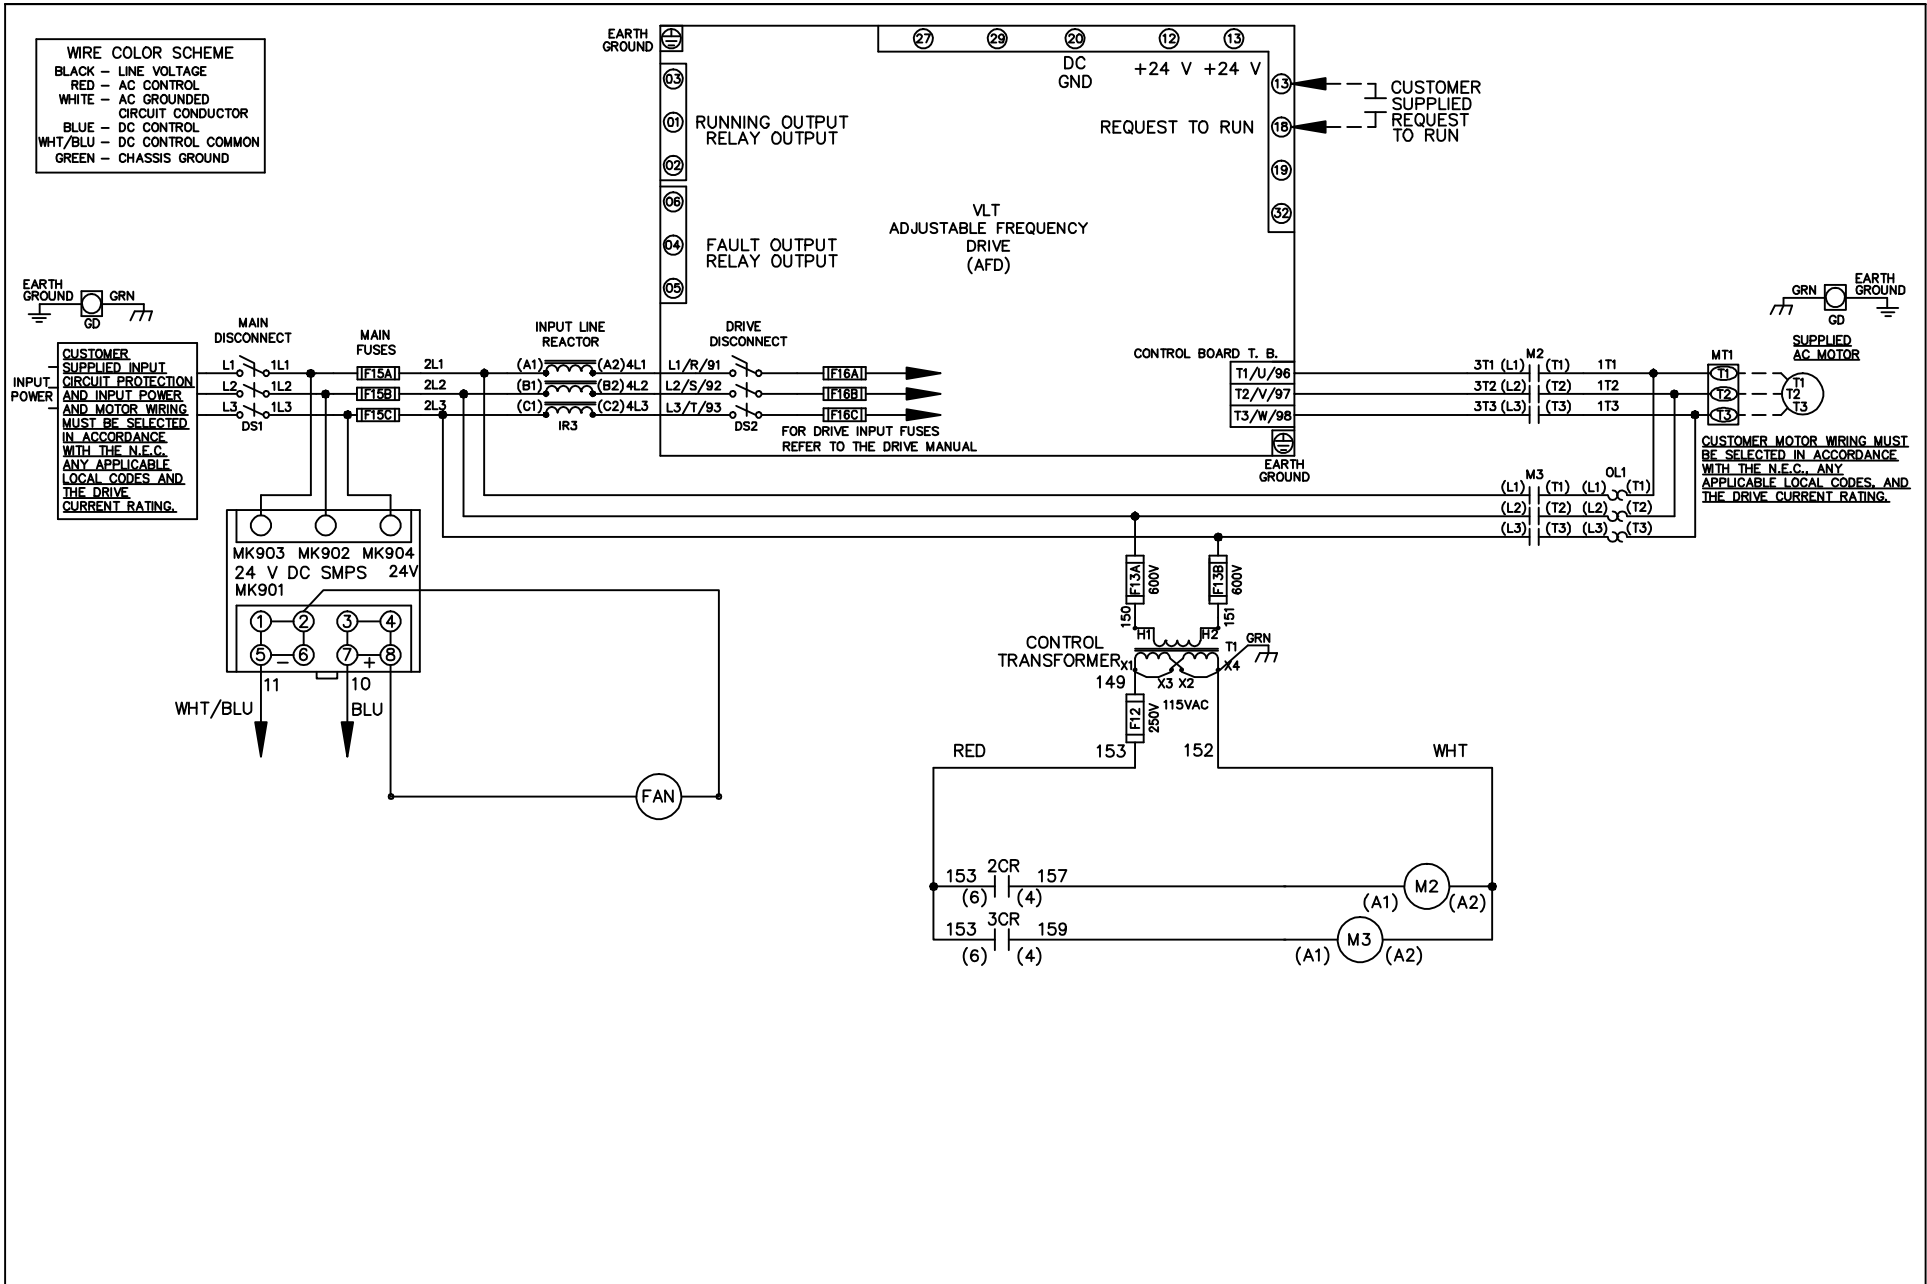 WIRE COLOR SCHEME
BLACK – LINE VOLTAGE
RED – AC CONTROL
WHITE – AC GROUNDED
CIRCUIT CONDUCTOR
BLUE – DC CONTROL
WHT/BLU – DC CONTROL COMMON
GREEN – CHASSIS GROUND
EARTH
GROUND
03
01
02
RUNNING OUTPUT
RELAY OUTPUT
06
04
05
FAULT OUTPUT
RELAY OUTPUT
27 29 20 12 13
DC
GND
+24 V +24 V
13
REQUEST TO RUN 18
19
32
CUSTOMER
SUPPLIED
REQUEST
TO RUN
VLT
ADJUSTABLE FREQUENCY
DRIVE
(AFD)
EARTH
GROUND
GRN
GD
INPUT
POWER
CUSTOMER
SUPPLIED INPUT
CIRCUIT PROTECTION
AND INPUT POWER
AND MOTOR WIRING
MUST BE SELECTED
IN ACCORDANCE
WITH THE N.E.C.
ANY APPLICABLE
LOCAL CODES AND
THE DRIVE
CURRENT RATING.
MAIN
DISCONNECT
L1 1L1
L2 1L2
L3 1L3
DS1
MAIN
FUSES
F15A 2L1
F15B 2L2
F15C 2L3
INPUT LINE
REACTOR
(A1) (A2) 4L1
(B1) (B2) 4L2
(C1) (C2) 4L3
IR3
DRIVE
DISCONNECT
L1/R/91
L2/S/92
L3/T/93
DS2
F16A
F16B
F16C
FOR DRIVE INPUT FUSES
REFER TO THE DRIVE MANUAL
CONTROL BOARD T. B.
T1/U/96
T2/V/97
T3/W/98
EARTH
GROUND
M2
3T1 (L1) (T1) 1T1
3T2 (L2) (T2) 1T2
3T3 (L3) (T3) 1T3
MT1
T1
T2
T3
GRN
EARTH
GROUND
GD
SUPPLIED
AC MOTOR
T1
T2
T3
CUSTOMER MOTOR WIRING MUST
BE SELECTED IN ACCORDANCE
WITH THE N.E.C., ANY
APPLICABLE LOCAL CODES, AND
THE DRIVE CURRENT RATING.
M3 OL1
(L1) (T1) (L1) (T1)
(L2) (T2) (L2) (T2)
(L3) (T3) (L3) (T3)
MK903 MK902 MK904
24 V DC SMPS 24V
MK901
1 2 3 4
5 – 6 7 + 8
11 10
WHT/BLU BLU
FAN
F13A
600V
F13B
600V
150 151
H1 H2
CONTROL
TRANSFORMER
T1
GRN
X1 X3 X2 X4
149
F12
250V
115VAC
RED 153 152 WHT
2CR
153 157
(6) (4)
M2
(A1) (A2)
3CR
153 159
(6) (4)
M3
(A1) (A2)